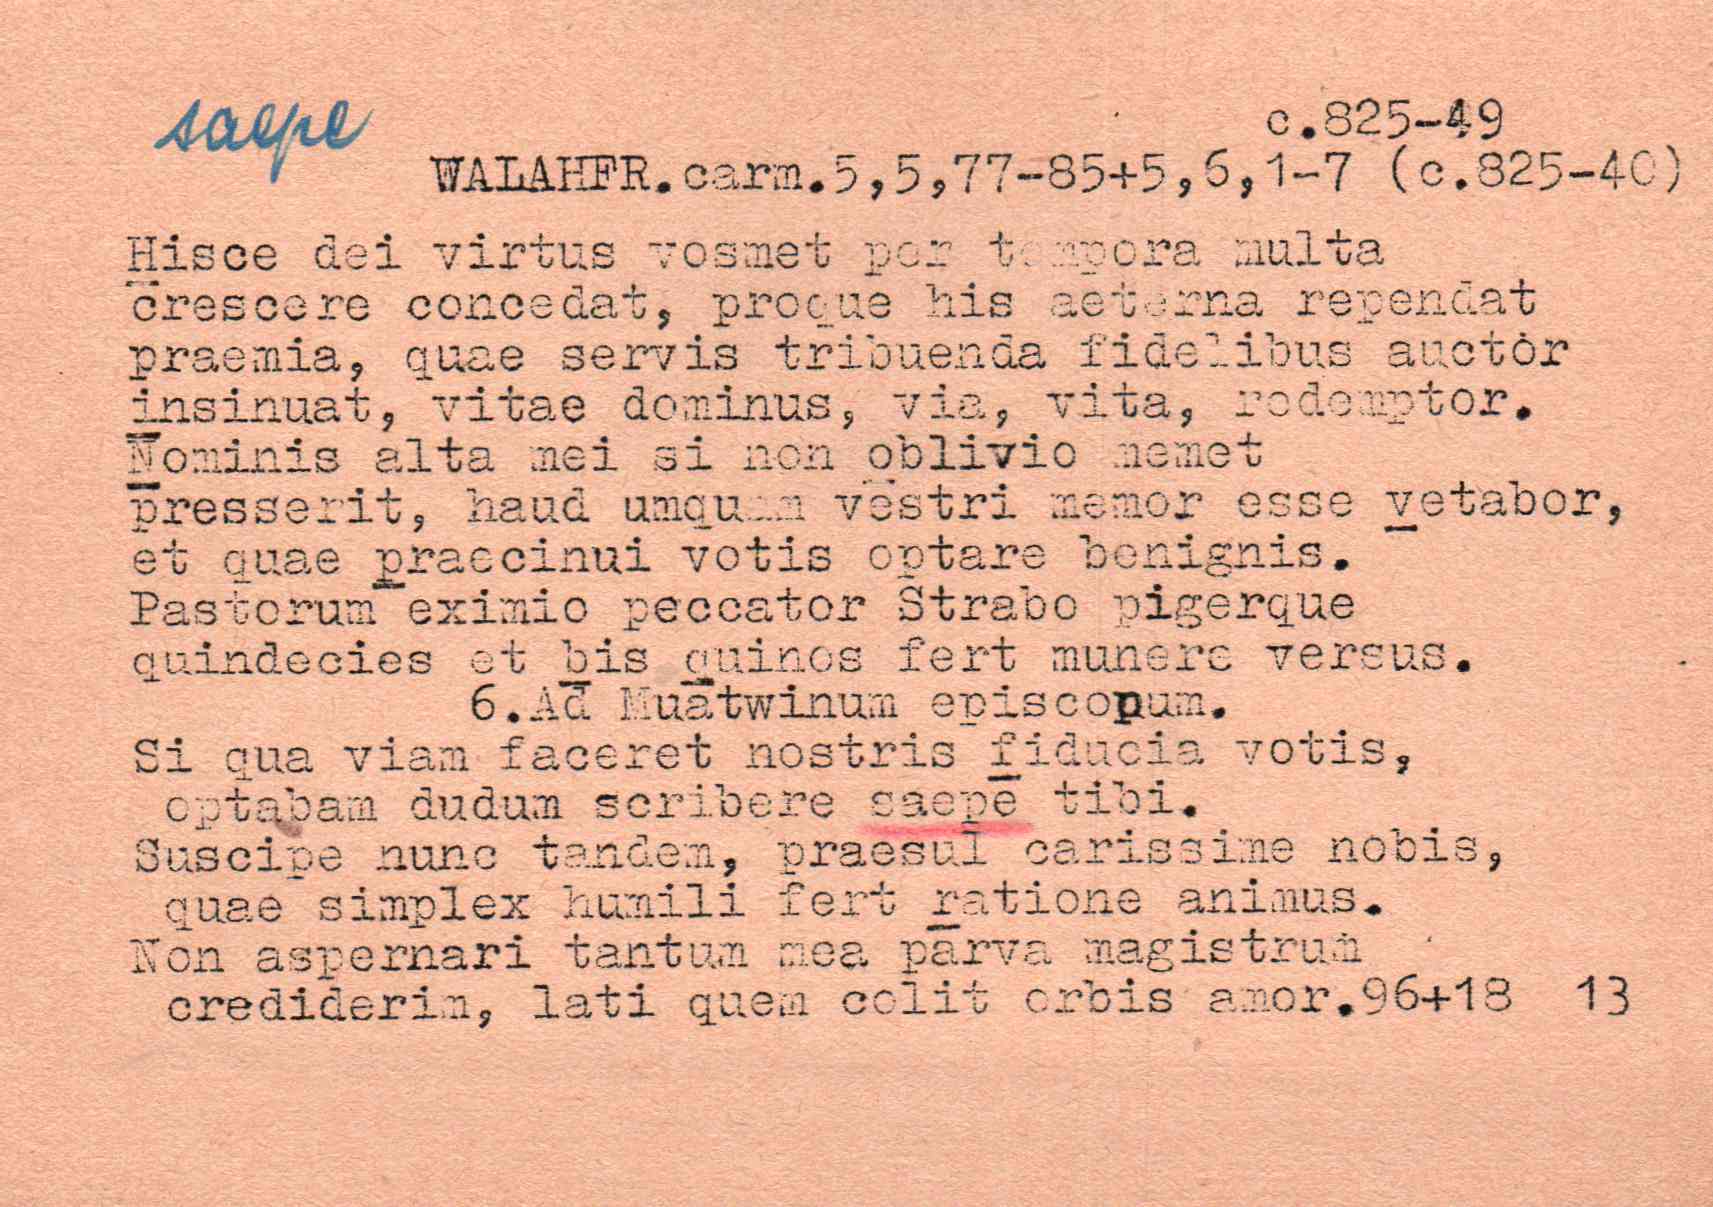 saepe
c.825-49
WALAHFR.carm.5,5,77-85+5,6,1-7 (c.825-40)
Hisce dei virtus vosmet per tempora multa
crescere concedat, proque his aeterna rependat
praemia, quae servis tribuenda fidelibus auctor
insinuat, vitae dominus, via, vita, redemptor.
Nominis alta mei si non oblivio memet
presserit, haud umquam vestri memor esse vetabor,
et quae praecinui votis optare benignis.
Pastorum eximio peccator Strabo pigerque
quindecies et bis quinos fert munere versus.
6.Ad Muatwinum episcopum.
Si qua viam faceret nostris fiducia votis,
optabam dudum scribere saepe tibi.
Suscipe nunc tandem, praesul carissime nobis,
quae simplex humili fert ratione animus.
Non aspernari tantum mea parva magistrum
crediderim, lati quem colit orbis amor.96+18 13